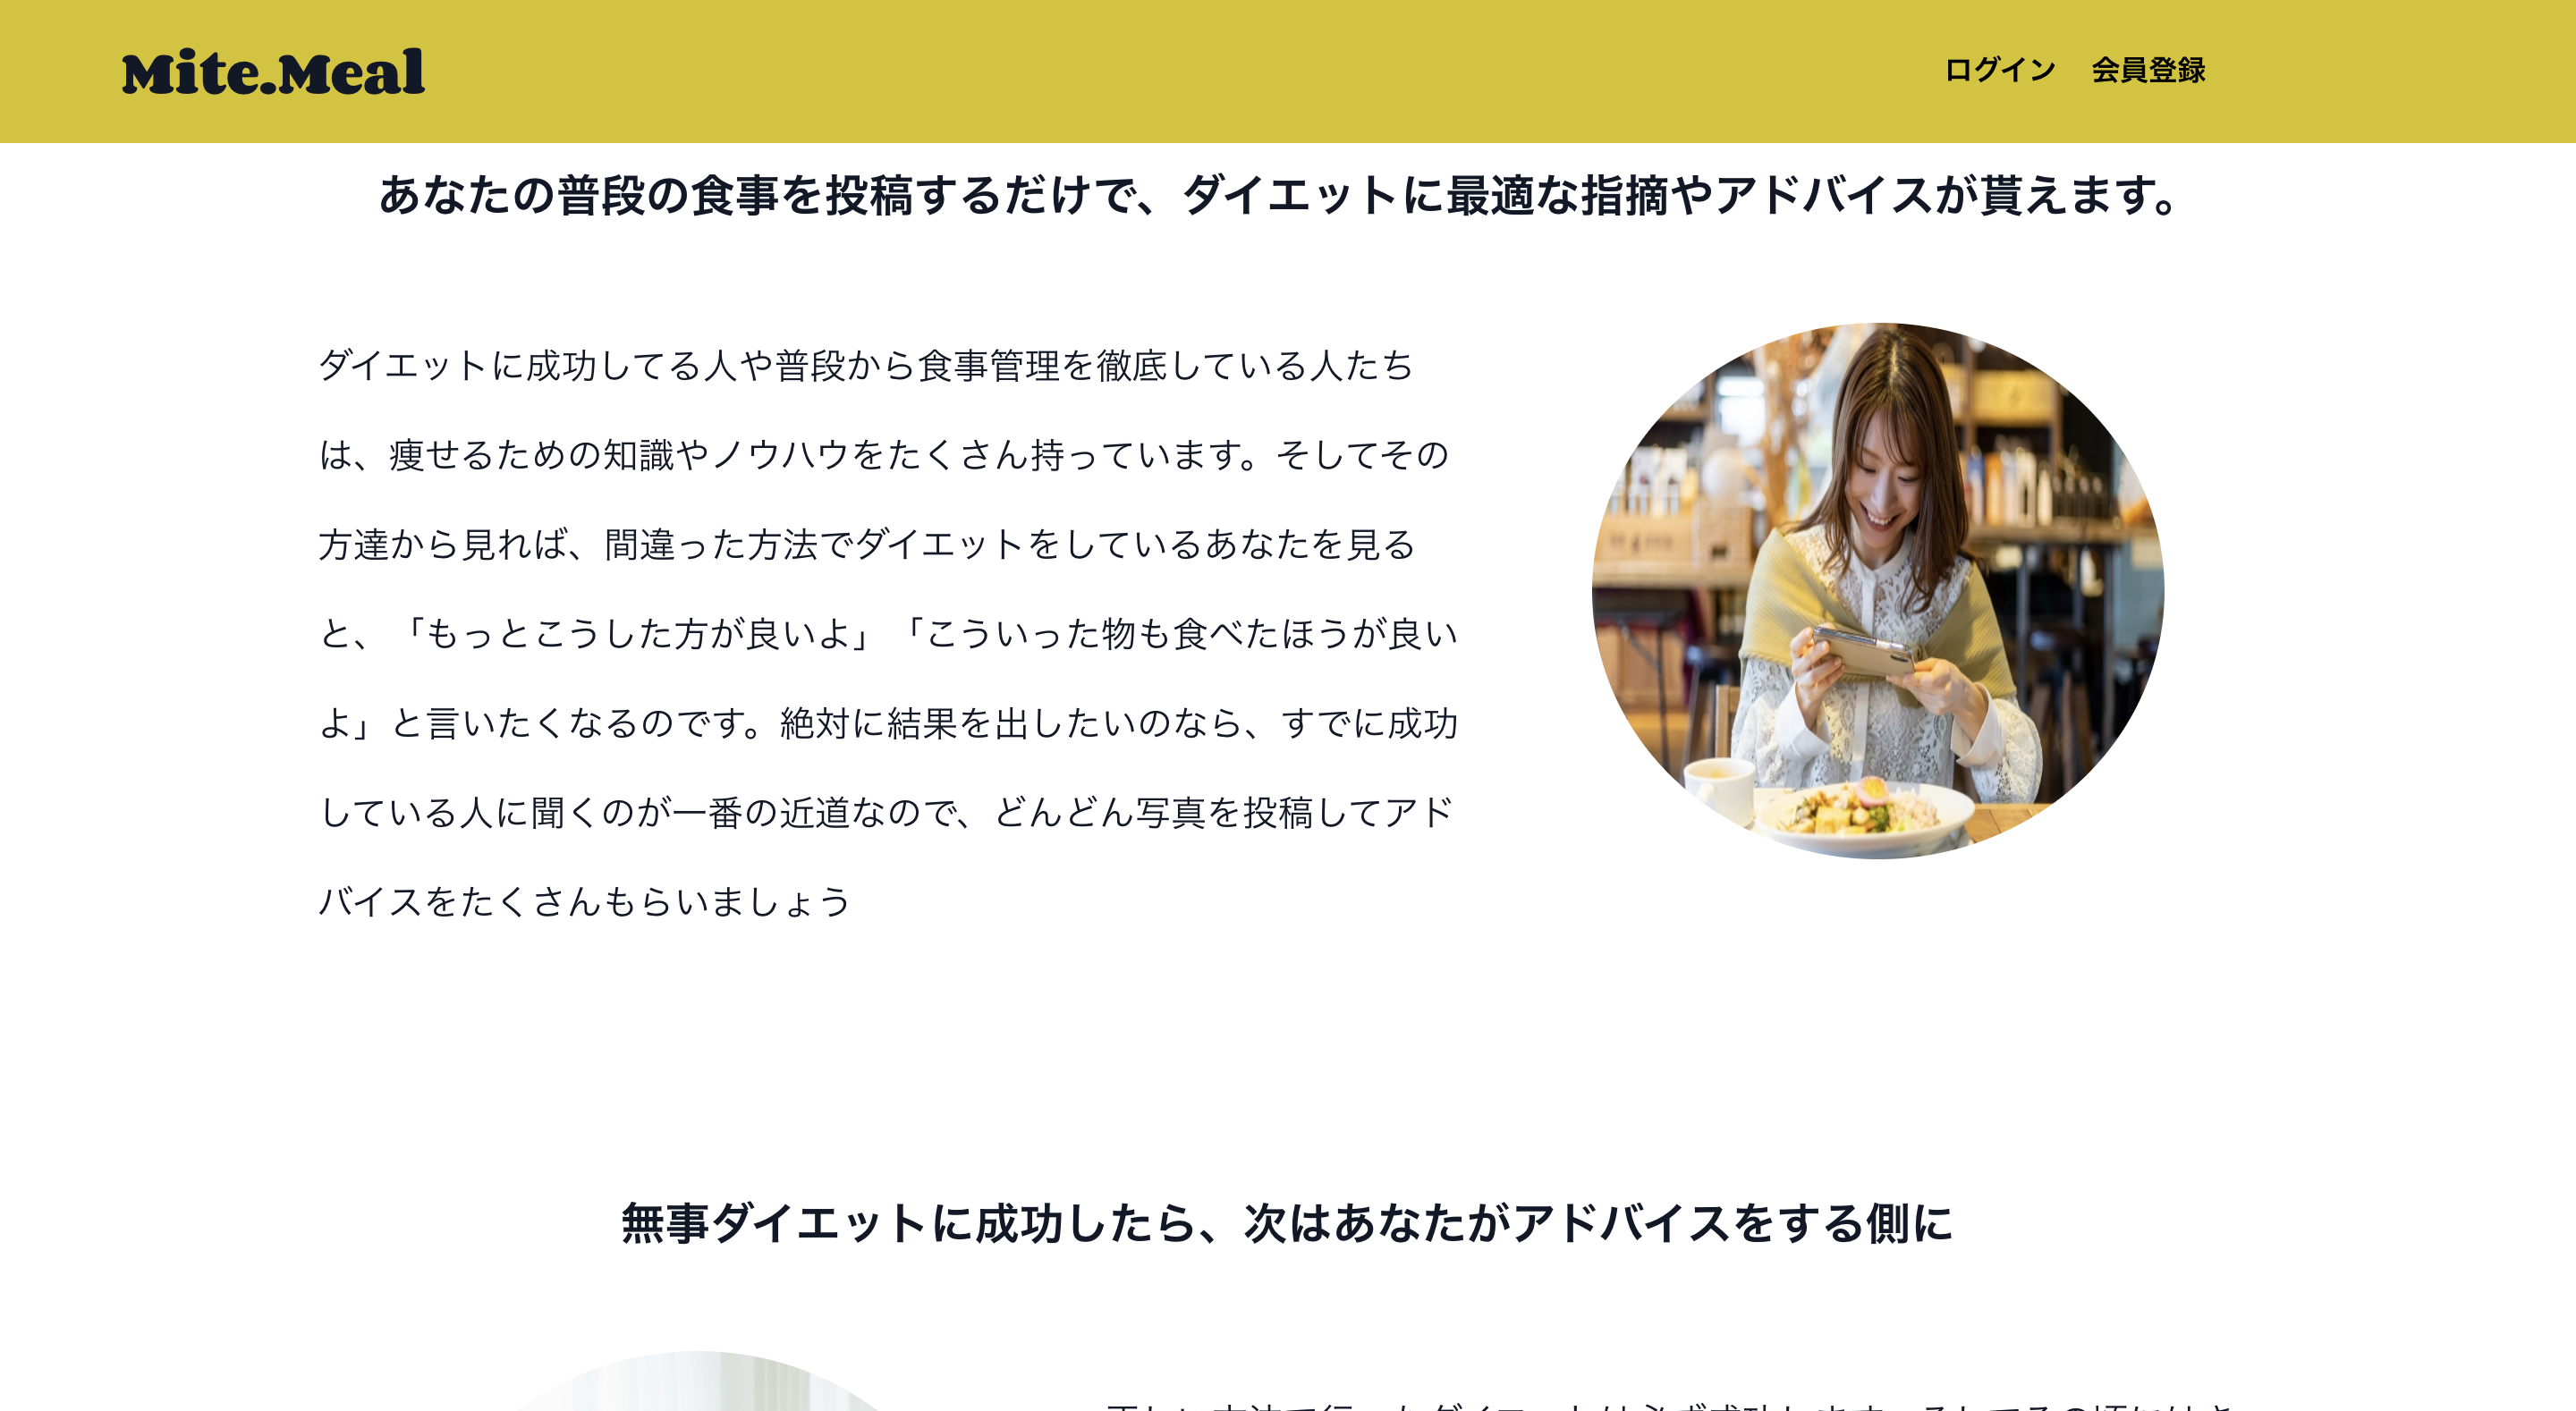 Mite.Meal
ログイン 会員登録
あなたの普段の食事を投稿するだけで、ダイエットに最適な指摘やアドバイスが貰えます。
ダイエットに成功してる人や普段から食事管理を徹底している人たち
は、痩せるための知識やノウハウをたくさん持っています。そしてその
方達から見れば、間違った方法でダイエットをしているあなたを見る
と、「もっとこうした方が良いよ」「こういった物も食べたほうが良い
よ」と言いたくなるのです。絶対に結果を出したいのなら、すでに成功
している人に聞くのが一番の近道なので、どんどん写真を投稿してアド
バイスをたくさんもらいましょう
無事ダイエットに成功したら、次はあなたがアドバイスをする側に